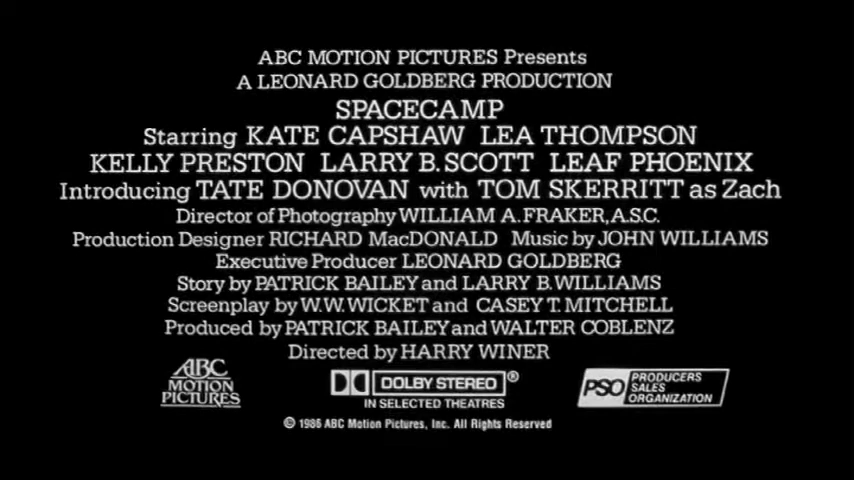 ABC MOTION PICTURES Presents
A LEONARD GOLDBERG PRODUCTION
SPACECAMP
Starring KATE CAPSHAW LEA THOMPSON
KELLY PRESTON LARRY B. SCOTT LEAF PHOENIX
Introducing TATE DONOVAN with TOM SKERRITT as Zach
Director of Photography WILLIAM A. FRAKER, A.S.C.
Production Designer RICHARD MacDONALD Music by JOHN WILLIAMS
Executive Producer LEONARD GOLDBERG
Story by PATRICK BAILEY and LARRY B. WILLIAMS
Screenplay by W.W. WICKET and CASEY T. MITCHELL
Produced by PATRICK BAILEY and WALTER COBLENZ
Directed by HARRY WINER
ABC
MOTION
PICTURES
DOLBY STEREO ®
IN SELECTED THEATRES
PSO PRODUCERS
SALES
ORGANIZATION
© 1986 ABC Motion Pictures, Inc. All Rights Reserved